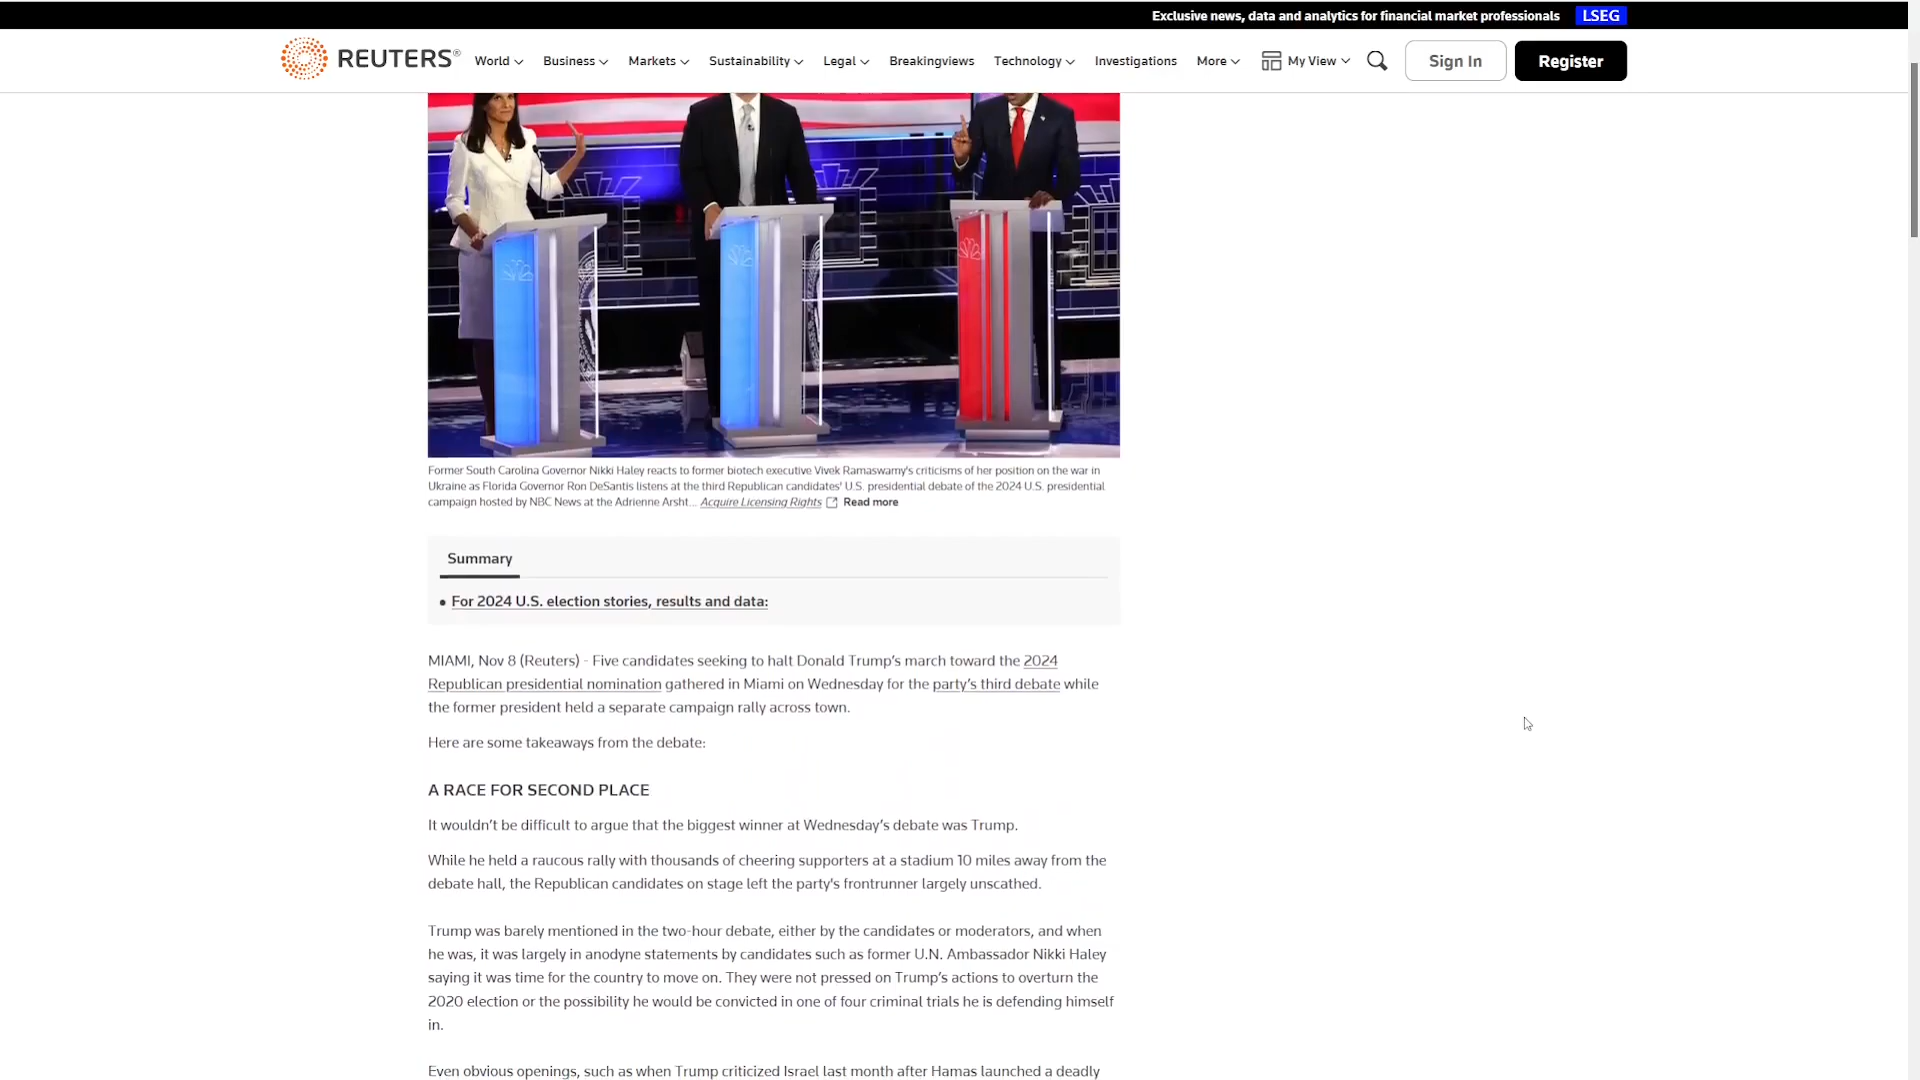 Exclusive news, data and analytics for financial market professionals LSEG
REUTERS® World Business Markets Sustainability Legal Breakingviews Technology Investigations More My View Sign In Register
Former South Carolina Governor Nikki Haley reacts to former biotech executive Vivek Ramaswamy's criticisms of her position on the war in
Ukraine as Florida Governor Ron DeSantis listens at the third Republican candidates' U.S. presidential debate of the 2024 U.S. presidential
campaign hosted by NBC News at the Adrienne Arsht... Acquire Licensing Rights Read more
Summary
• For 2024 U.S. election stories, results and data:
MIAMI, Nov 8 (Reuters) - Five candidates seeking to halt Donald Trump’s march toward the 2024
Republican presidential nomination gathered in Miami on Wednesday for the party’s third debate while
the former president held a separate campaign rally across town.
Here are some takeaways from the debate:
A RACE FOR SECOND PLACE
It wouldn’t be difficult to argue that the biggest winner at Wednesday’s debate was Trump.
While he held a raucous rally with thousands of cheering supporters at a stadium 10 miles away from the
debate hall, the Republican candidates on stage left the party's frontrunner largely unscathed.
Trump was barely mentioned in the two-hour debate, either by the candidates or moderators, and when
he was, it was largely in anodyne statements by candidates such as former U.N. Ambassador Nikki Haley
saying it was time for the country to move on. They were not pressed on Trump’s actions to overturn the
2020 election or the possibility he would be convicted in one of four criminal trials he is defending himself
in.
Even obvious openings, such as when Trump criticized Israel last month after Hamas launched a deadly